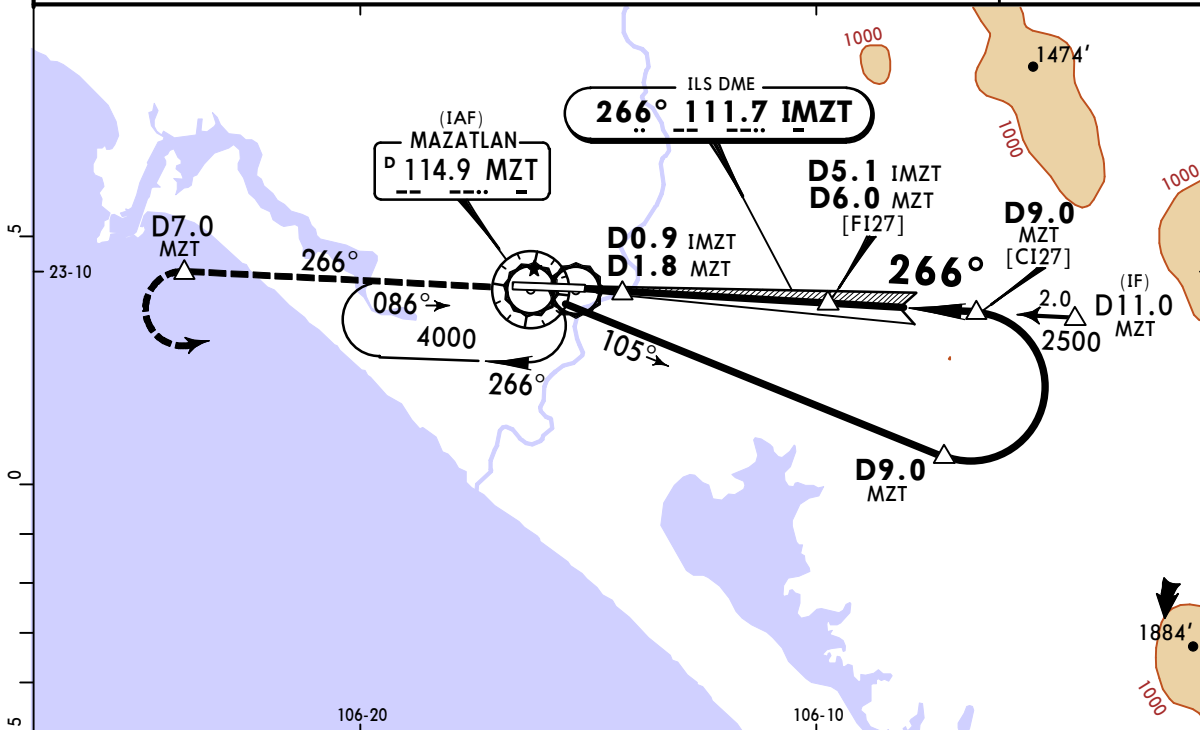 1000
1474'
1000
1000
ILS DME
266° 111.7 IMZT
(IAF)
MAZATLAN
D 114.9 MZT
D5.1 IMZT
D6.0 MZT
[FI27]
D9.0
MZT
[CI27]
D7.0
MZT
266°
D0.9 IMZT
D1.8 MZT
266°
(IF)
2.0
D11.0
MZT
2500
5
23-10
086°
4000
266°
105°
D9.0
MZT
0
1884'
1000
5
106-20
106-10